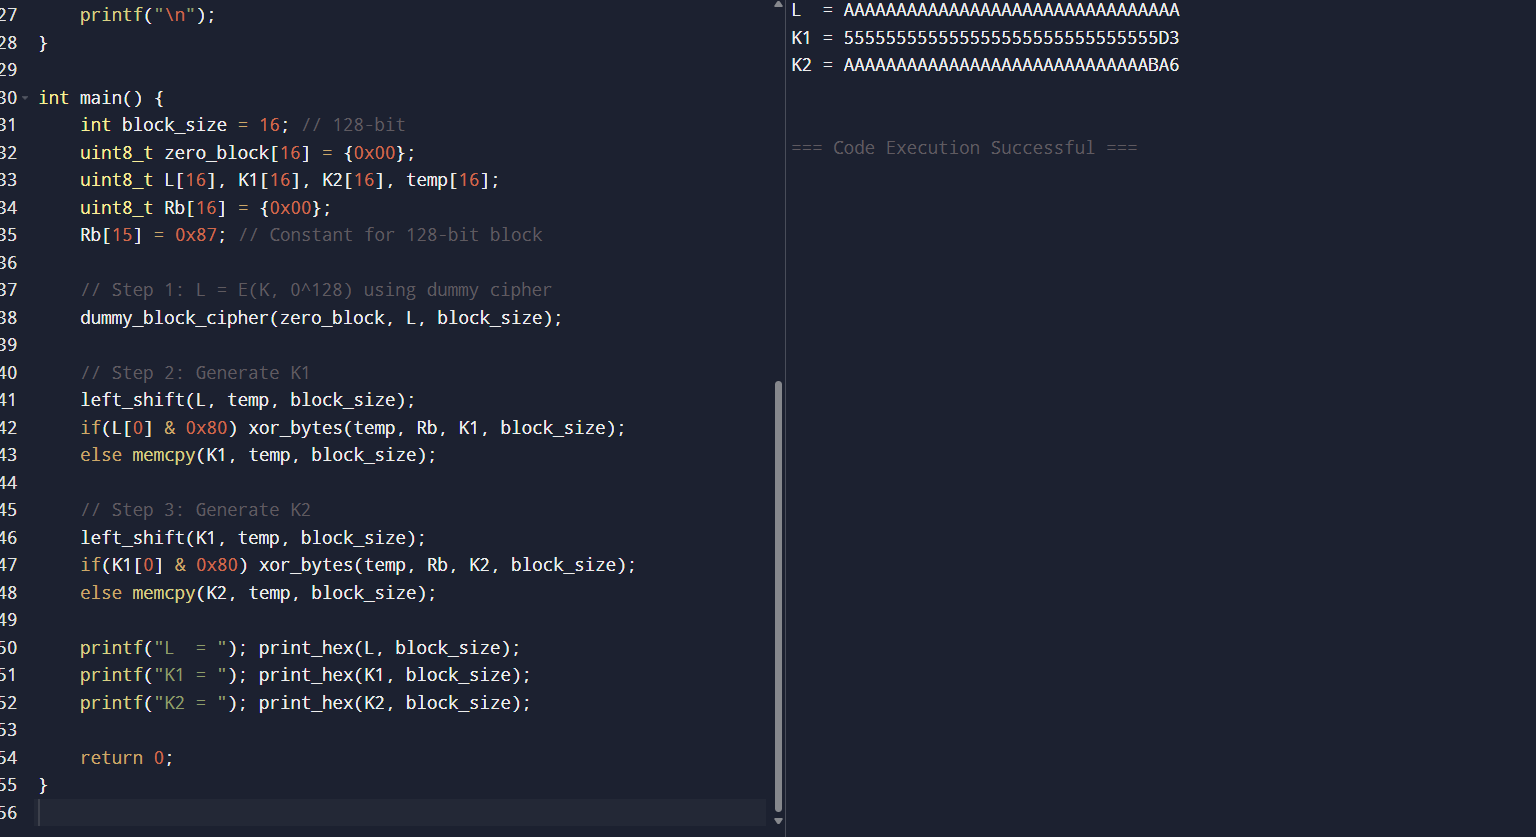 27 printf("\n");
28 }
29
30 int main() {
31 int block_size = 16; // 128-bit
32 uint8_t zero_block[16] = {0x00};
33 uint8_t L[16], K1[16], K2[16], temp[16];
34 uint8_t Rb[16] = {0x00};
35 Rb[15] = 0x87; // Constant for 128-bit block
36
37 // Step 1: L = E(K, 0^128) using dummy cipher
38 dummy_block_cipher(zero_block, L, block_size);
39
40 // Step 2: Generate K1
41 left_shift(L, temp, block_size);
42 if(L[0] & 0x80) xor_bytes(temp, Rb, K1, block_size);
43 else memcpy(K1, temp, block_size);
44
45 // Step 3: Generate K2
46 left_shift(K1, temp, block_size);
47 if(K1[0] & 0x80) xor_bytes(temp, Rb, K2, block_size);
48 else memcpy(K2, temp, block_size);
49
50 printf("L  = "); print_hex(L, block_size);
51 printf("K1 = "); print_hex(K1, block_size);
52 printf("K2 = "); print_hex(K2, block_size);
53
54 return 0;
55 }
56
L  = AAAAAAAAAAAAAAAAAAAAAAAAAAAAAAAA
K1 = 555555555555555555555555555555D3
K2 = AAAAAAAAAAAAAAAAAAAAAAAAAAAAABA6
=== Code Execution Successful ===